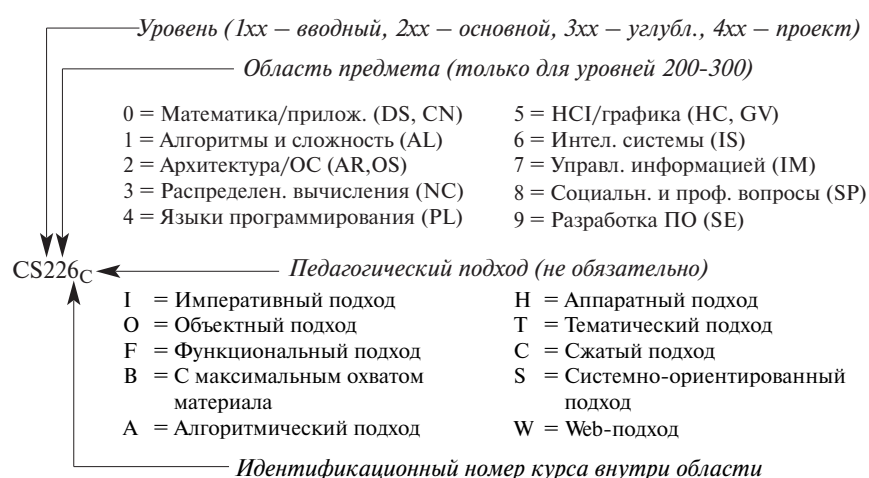 Уровень (1xx – вводный, 2xx – основной, 3xx – углубл., 4xx – проект)
Область предмета (только для уровней 200-300)
0 = Математика/прилож. (DS, CN)
1 = Алгоритмы и сложность (AL)
2 = Архитектура/ОС (AR,OS)
3 = Распределен. вычисления (NC)
4 = Языки программирования (PL)
5 = HCI/графика (HC, GV)
6 = Интел. системы (IS)
7 = Управл. информацией (IM)
8 = Социальн. и проф. вопросы (SP)
9 = Разработка ПО (SE)
CS226C
Педагогический подход (не обязательно)
I = Императивный подход
O = Объектный подход
F = Функциональный подход
B = С максимальным охватом
материала
A = Алгоритмический подход
H = Аппаратный подход
T = Тематический подход
C = Сжатый подход
S = Системно-ориентированный
подход
W = Web-подход
Идентификационный номер курса внутри области